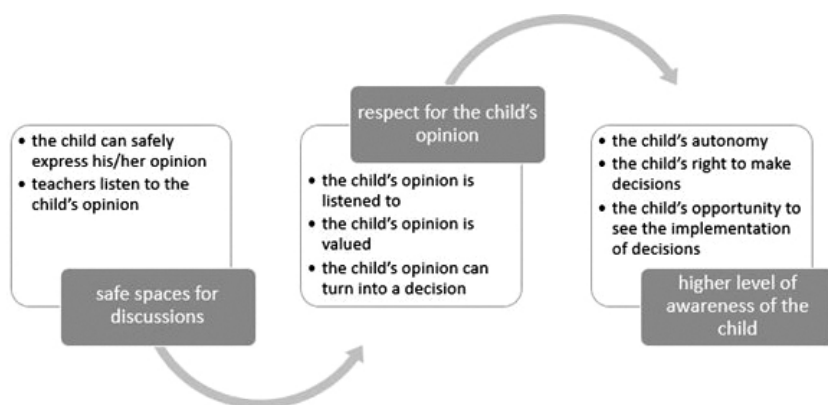 • the child can safely
express his/her opinion
• teachers listen to the
child's opinion
safe spaces for
discussions
respect for the child's
opinion
• the child's opinion is
listened to
• the child's opinion is
valued
• the child's opinion can
turn into a decision
• the child's autonomy
• the child's right to make
decisions
• the child's opportunity to
see the implementation
of decisions
higher level of
awareness of the
child